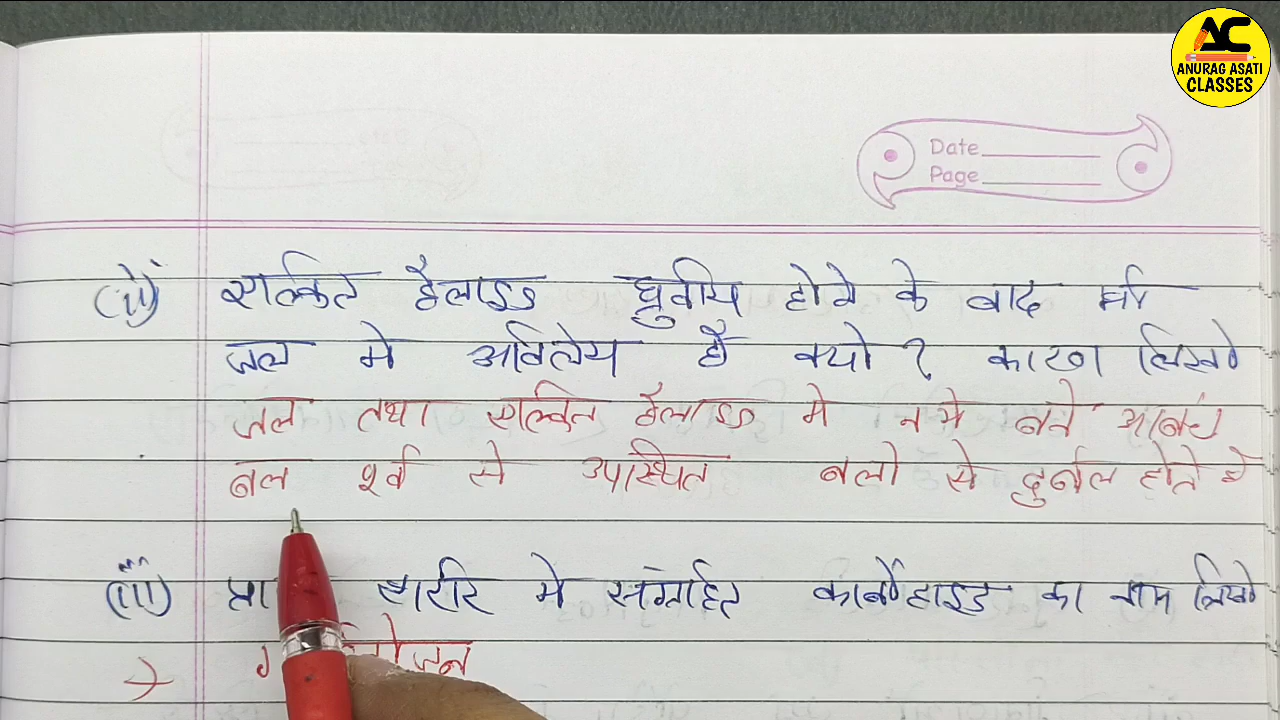 AC
ANURAG ASATI
CLASSES
Date
Page
(ii) एल्किल हैलाइड ध्रुवीय होने के बाद भी
जल मे अविलेय है क्यो ? कारण लिखो
जल तथा एल्किल हैलाइड मे नये बने आबंध
बल पूर्व से उपस्थित बलो से दुर्बल होते है
(iii) शरीर मे संग्रहित कार्बोहाइड्रेड का नाम लिखो